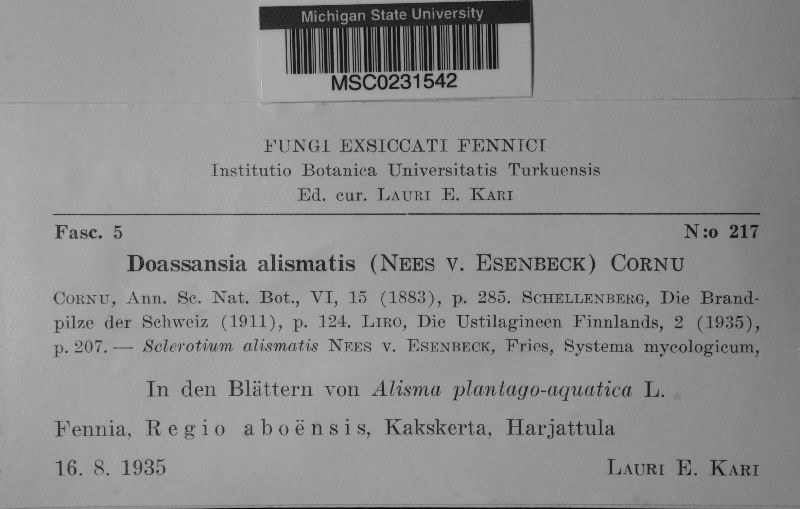 Michigan State University
MSC0231542
FUNGI EXSICCATI FENNICI
Institutio Botanica Universitatis Turkuensis
Ed. cur. LAURI E. KARI
Fasc. 5 N:o 217
Doassansia alismatis (NEES V. ESENBECK) CORNU
CORNU, Ann. Sc. Nat. Bot., VI, 15 (1883), p. 285. SCHELLENBERG, Die Brand-
pilze der Schweiz (1911), p. 124. LIRO, Die Ustilagineen Finnlands, 2 (1935),
p. 207. — Sclerotium alismatis NEES V. ESENBECK, Fries, Systema mycologicum,
In den Blättern von Alisma plantago-aquatica L.
Fennia, Regio aboënsis, Kakskerta, Harjattula
16. 8. 1935 LAURI E. KARI